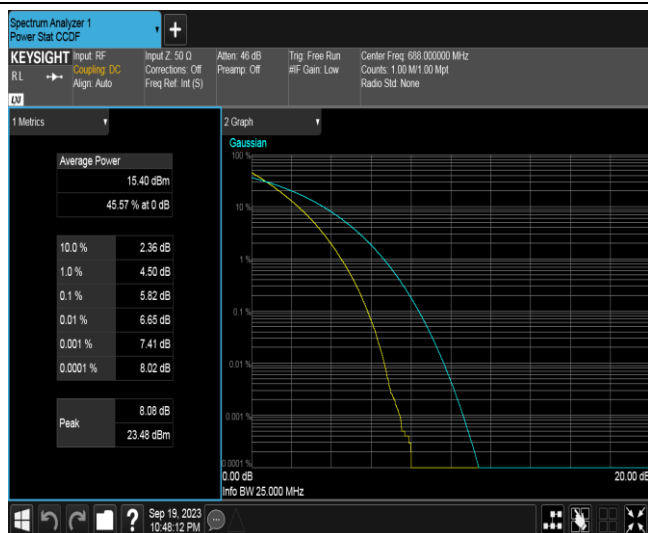 Spectrum Analyzer 1
Power Stat CCDF
+
KEYSIGHT Input: RF Input Z: 50 Ω Atten: 46 dB Trig: Free Run Center Freq: 688.000000 MHz
RL Coupling: DC Corrections: Off Preamp: Off #IF Gain: Low Counts: 1.00 M/1.00 Mpt
Align: Auto Freq Ref: Int (S) Radio Std: None
LXI
1 Metrics 2 Graph
Gaussian
Average Power
15.40 dBm
45.57 % at 0 dB
10.0 % 2.36 dB
1.0 % 4.50 dB
0.1 % 5.82 dB
0.01 % 6.65 dB
0.001 % 7.41 dB
0.0001 % 8.02 dB
Peak 8.08 dB
23.48 dBm
100 %
10 %
1 %
0.1 %
0.01 %
0.001 %
0.0001 %
0.00 dB 20.00 dB
Info BW 25.000 MHz
? Sep 19, 2023
10:48:12 PM